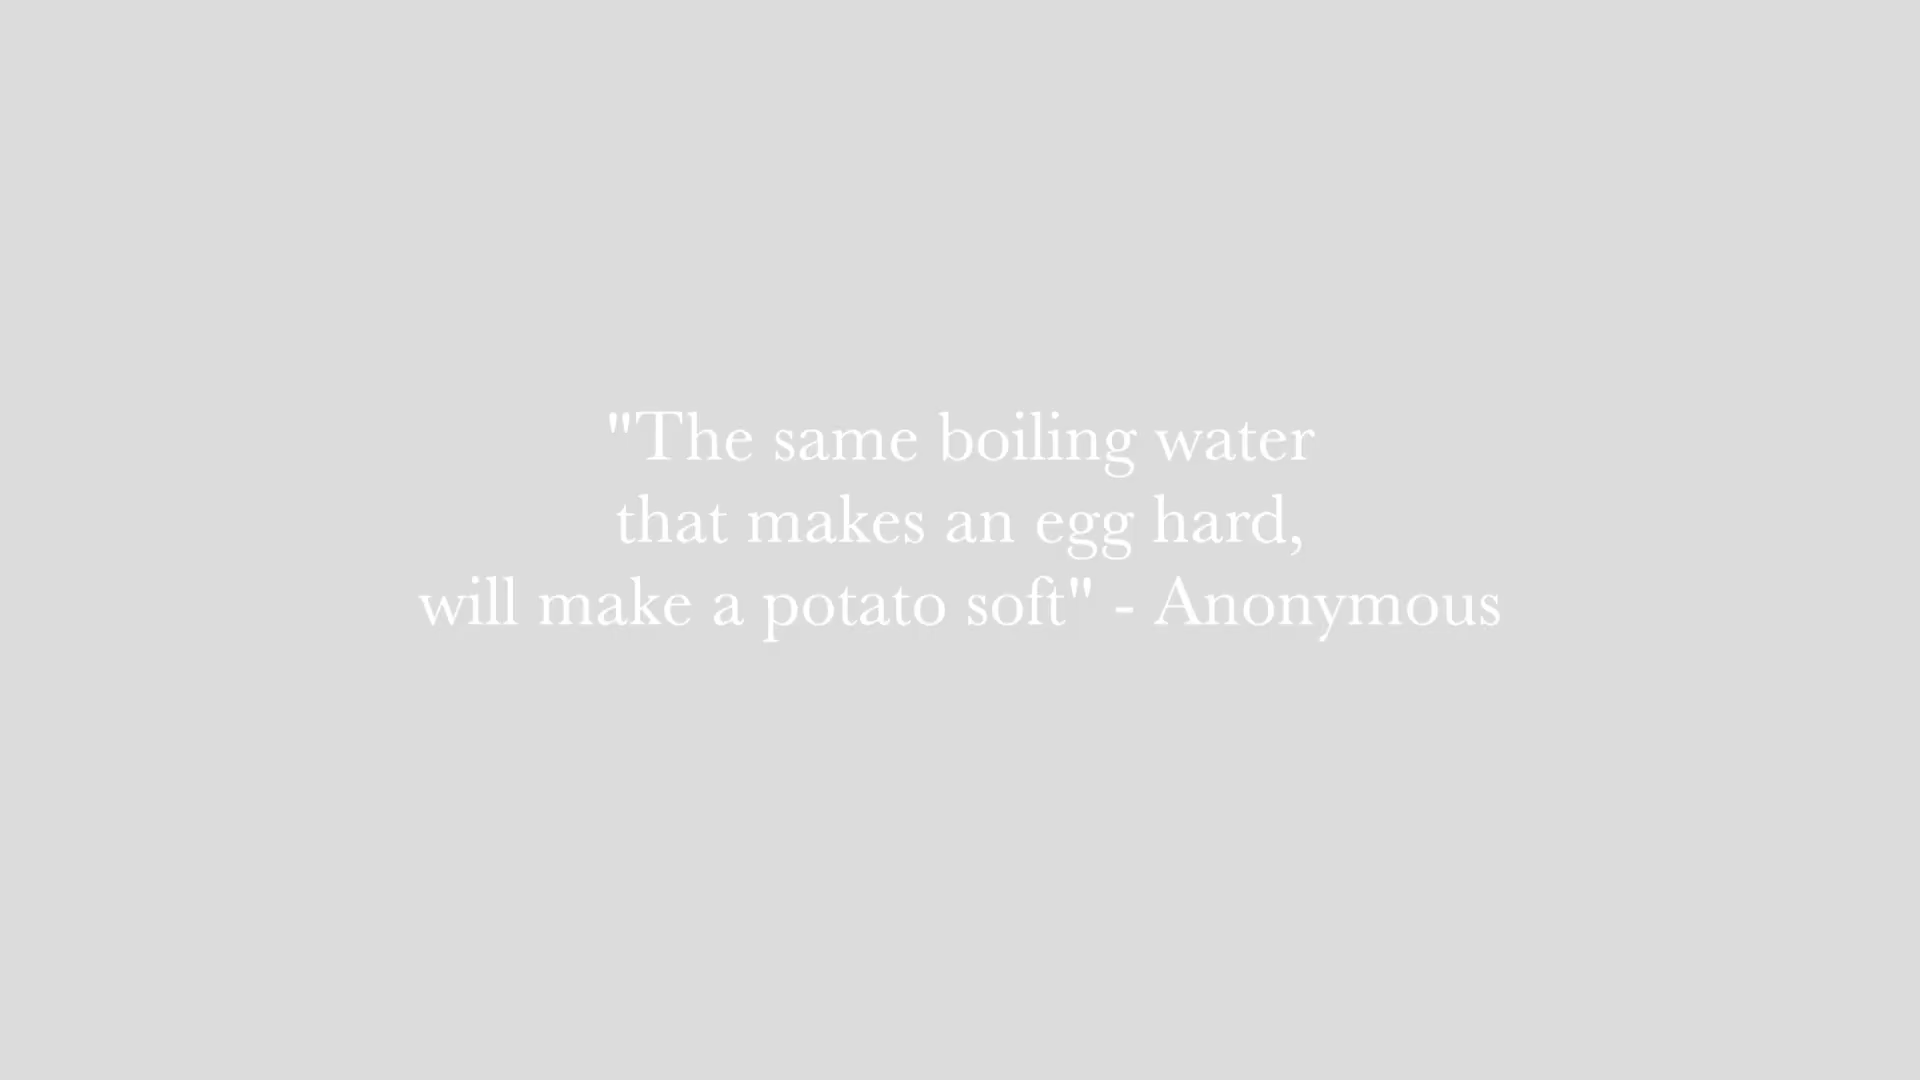 "The same boiling water
that makes an egg hard,
will make a potato soft" - Anonymous